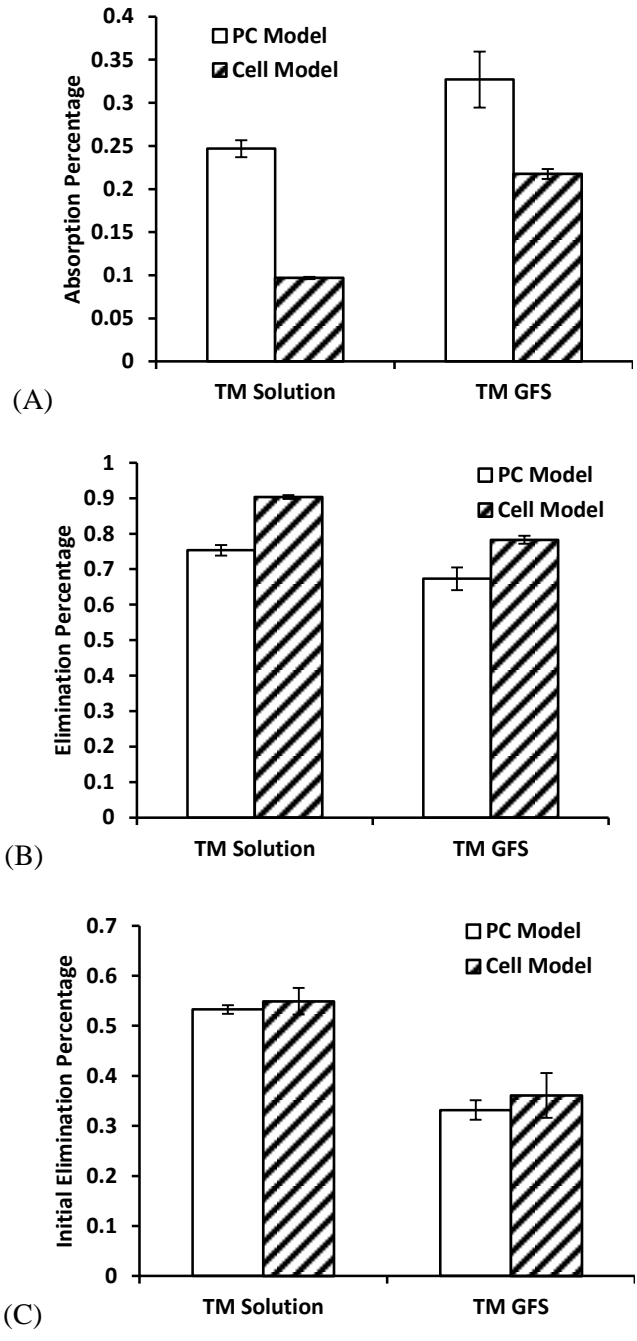 Absorption Percentage
0.4
0.35
0.3
0.25
0.2
0.15
0.1
0.05
0
PC Model
Cell Model
TM Solution TM GFS
(A)
Elimination Percentage
1
0.9
0.8
0.7
0.6
0.5
0.4
0.3
0.2
0.1
0
PC Model
Cell Model
TM Solution TM GFS
(B)
Initial Elimination Percentage
0.7
0.6
0.5
0.4
0.3
0.2
0.1
0
PC Model
Cell Model
TM Solution TM GFS
(C)